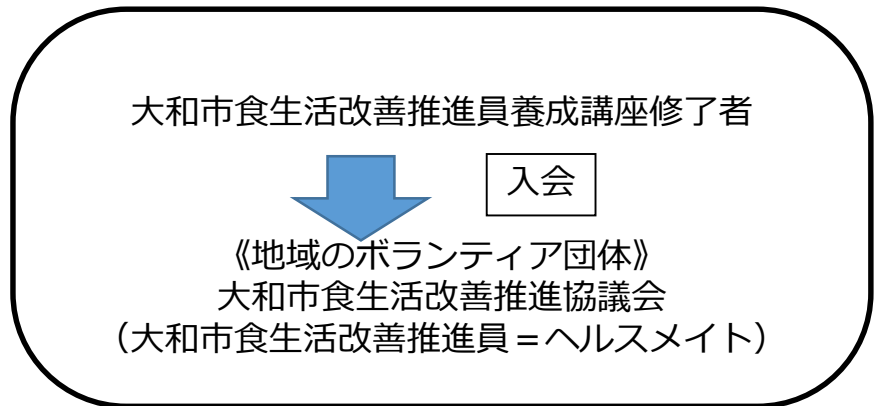 大和市食生活改善推進員養成講座修了者
入会
《地域のボランティア団体》
大和市食生活改善推進協議会
（大和市食生活改善推進員＝ヘルスメイト）